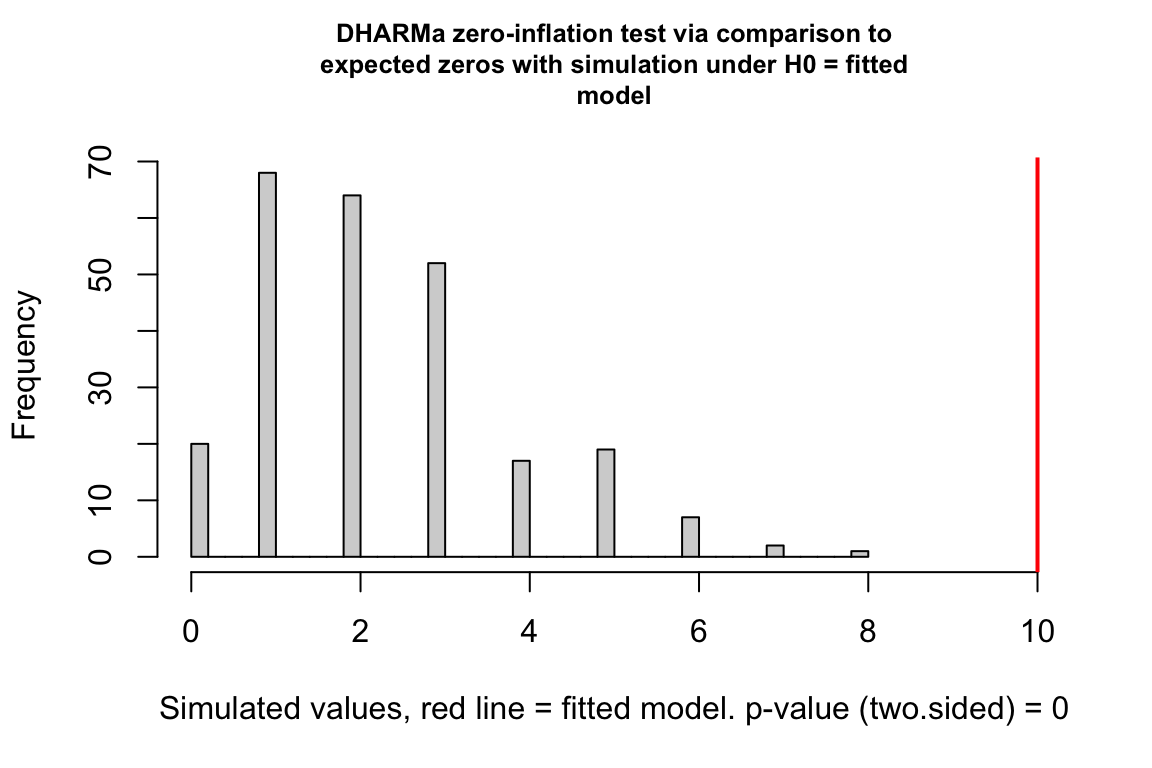 DHARMa zero-inflation test via comparison to
expected zeros with simulation under H0 = fitted
model
Frequency
70
50
30
10
0
0 2 4 6 8 10
Simulated values, red line = fitted model. p-value (two.sided) = 0